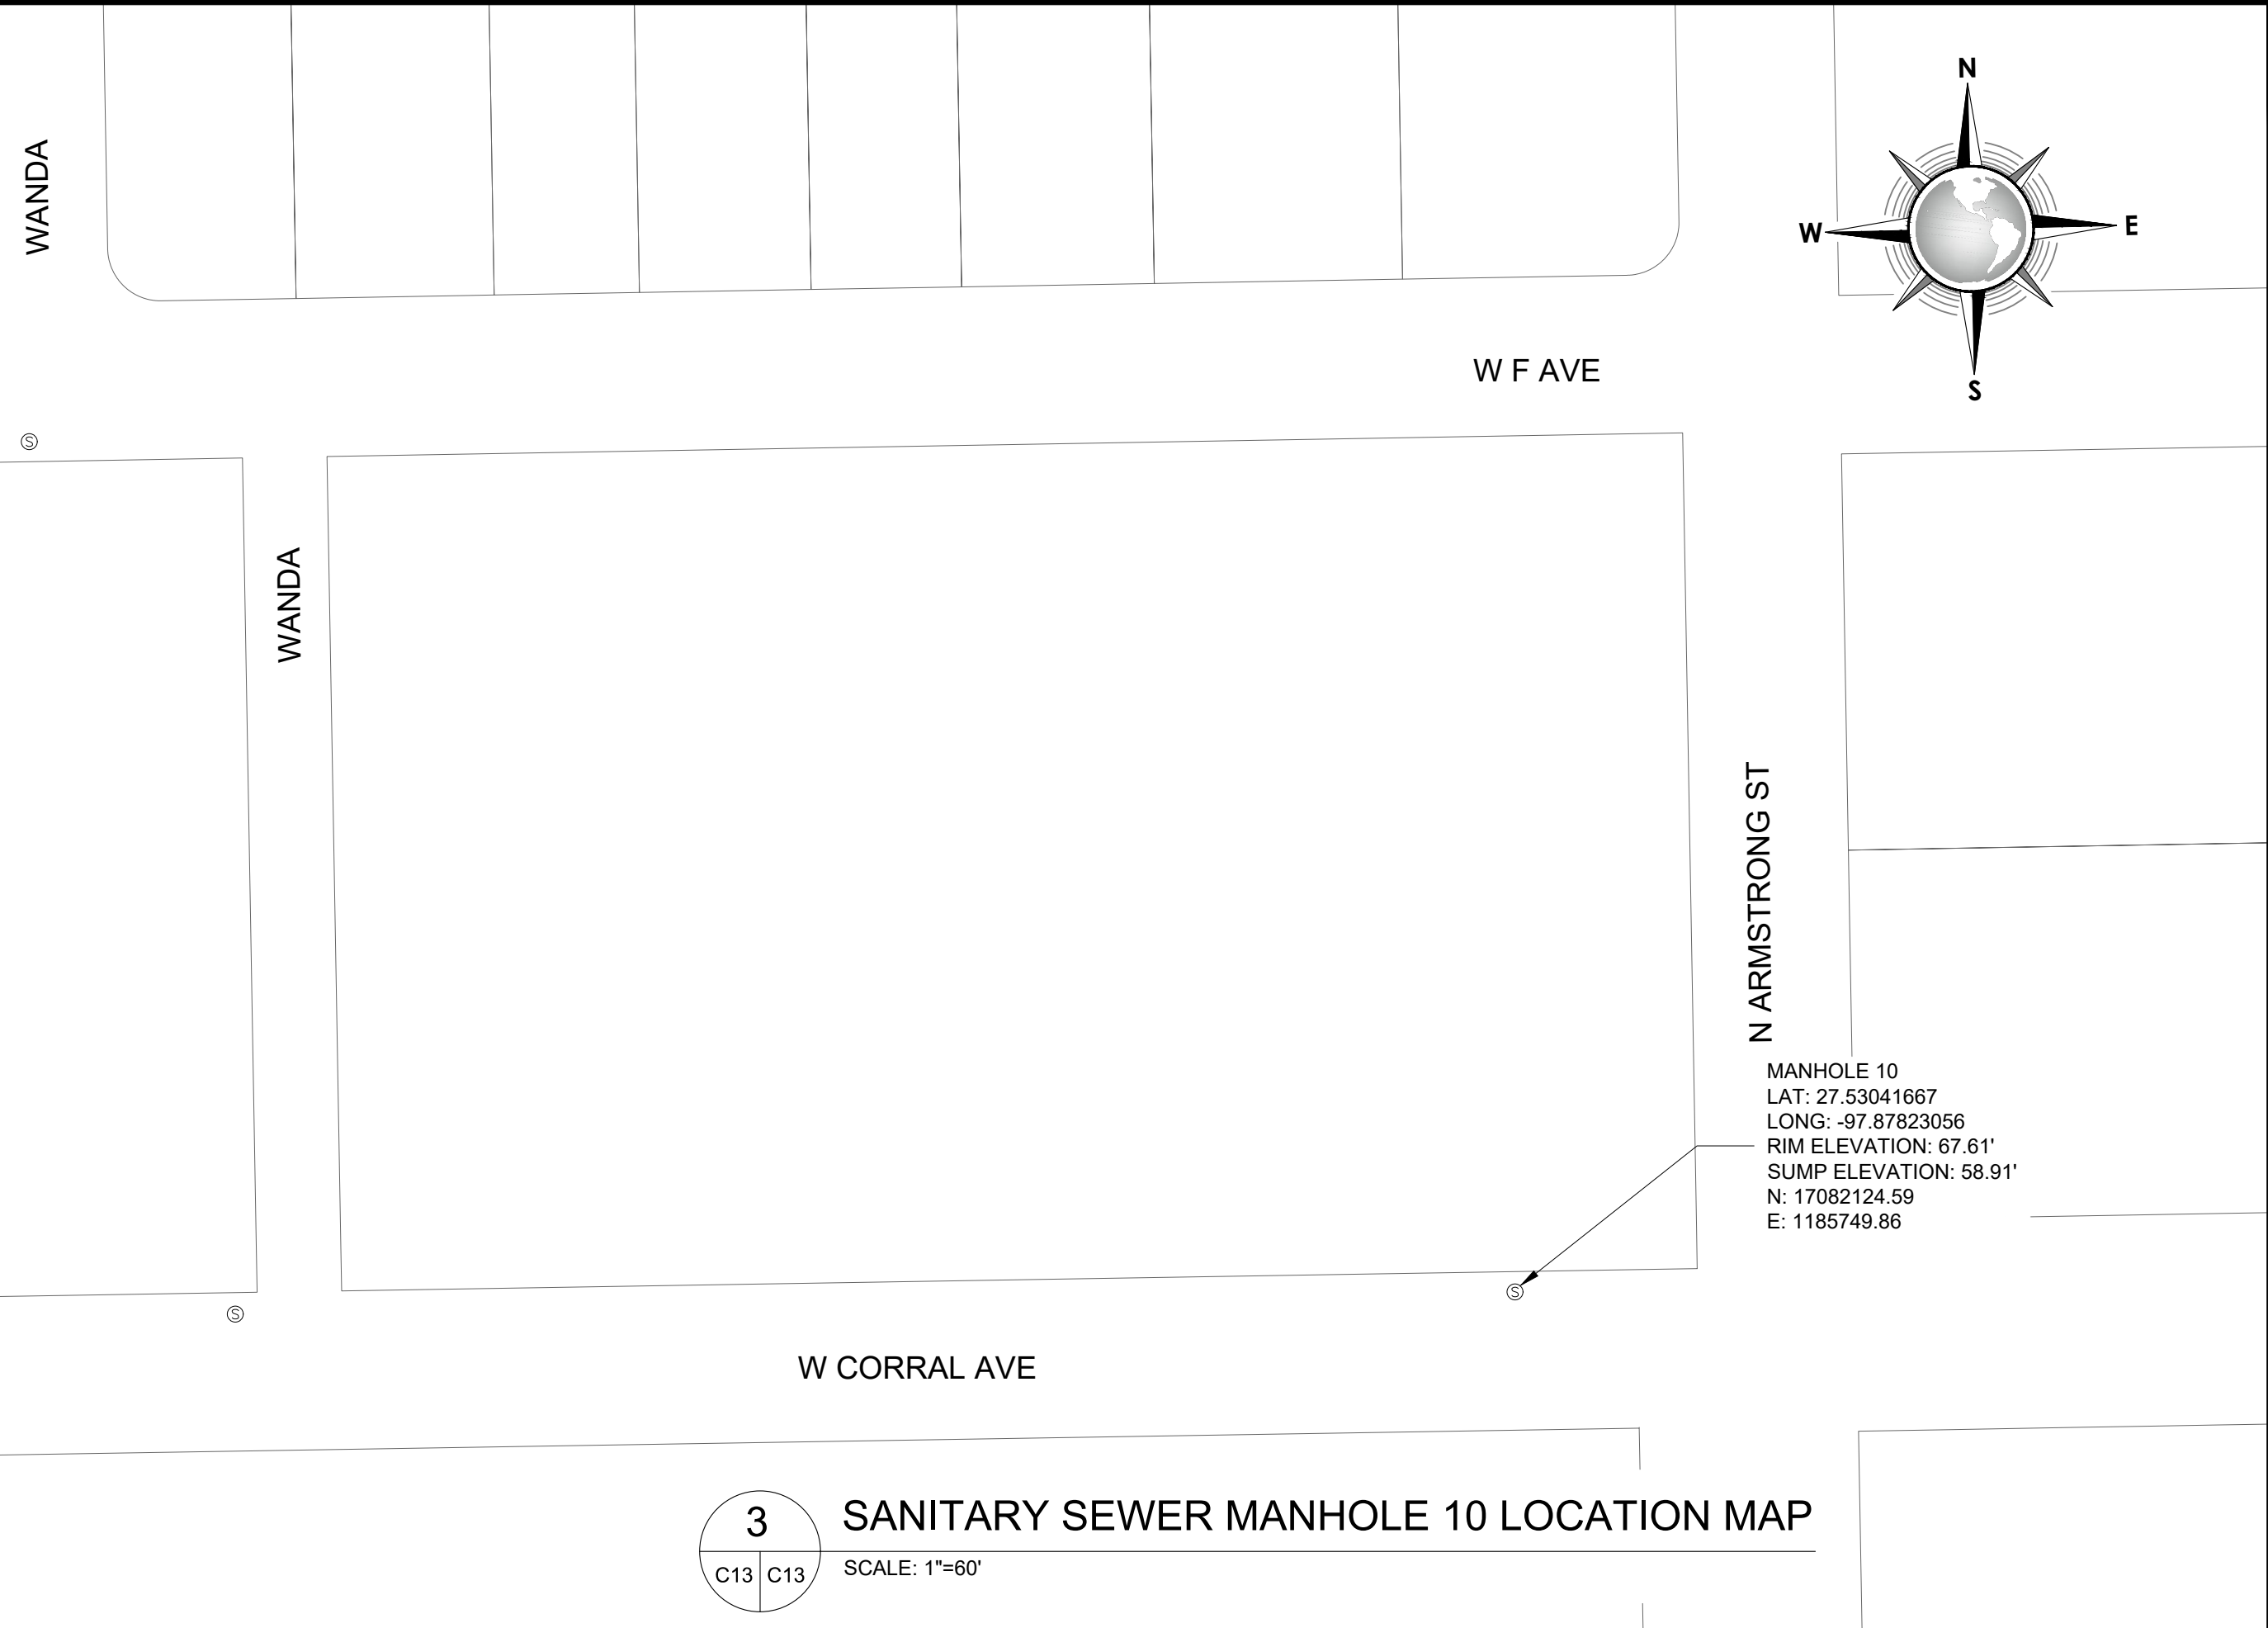 N
WANDA
W
E
W F AVE
S
S
WANDA
N ARMSTRONG ST
MANHOLE 10
LAT: 27.53041667
LONG: -97.87823056
RIM ELEVATION: 67.61'
SUMP ELEVATION: 58.91'
N: 17082124.59
E: 1185749.86
S
S
W CORRAL AVE
3
SANITARY SEWER MANHOLE 10 LOCATION MAP
C13
C13
SCALE: 1"=60'